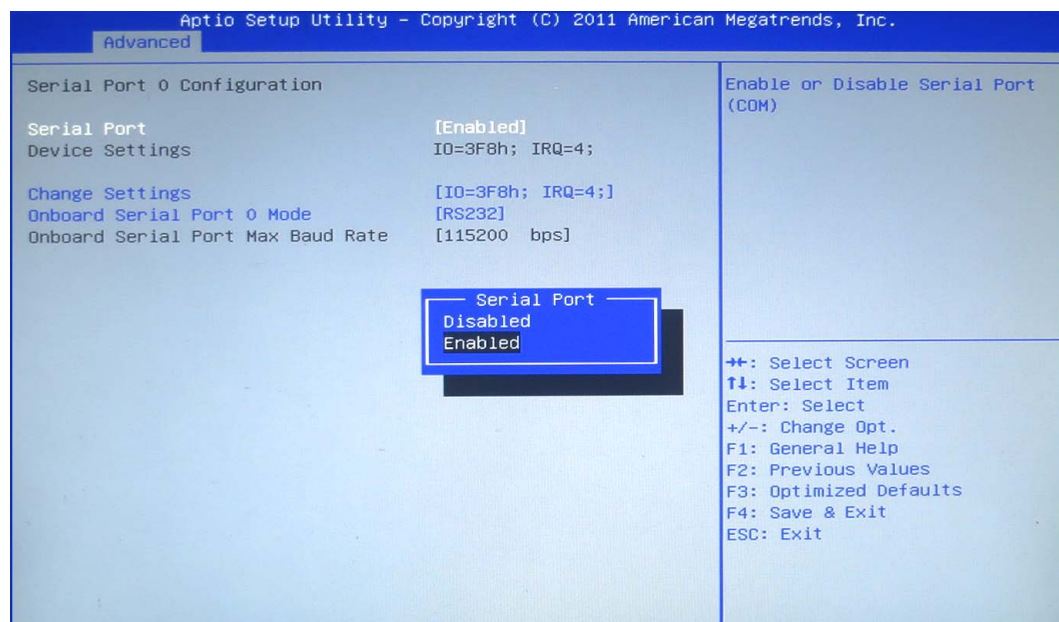 Aptio Setup Utility – Copyright (C) 2011 American Megatrends, Inc.
Advanced
Serial Port 0 Configuration
Serial Port [Enabled]
Device Settings IO=3F8h; IRQ=4;
Change Settings [IO=3F8h; IRQ=4;]
Onboard Serial Port 0 Mode [RS232]
Onboard Serial Port Max Baud Rate [115200 bps]
Serial Port
Disabled
Enabled
Enable or Disable Serial Port
(COM)
→←: Select Screen
↑↓: Select Item
Enter: Select
+/-: Change Opt.
F1: General Help
F2: Previous Values
F3: Optimized Defaults
F4: Save & Exit
ESC: Exit